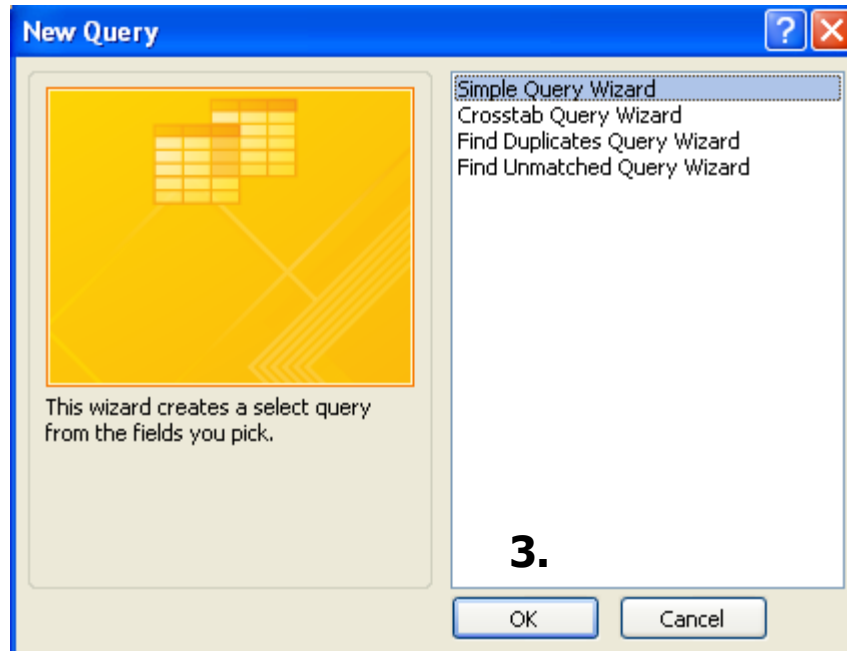 New Query
Simple Query Wizard
Crosstab Query Wizard
Find Duplicates Query Wizard
Find Unmatched Query Wizard
This wizard creates a select query
from the fields you pick.
3.
OK
Cancel